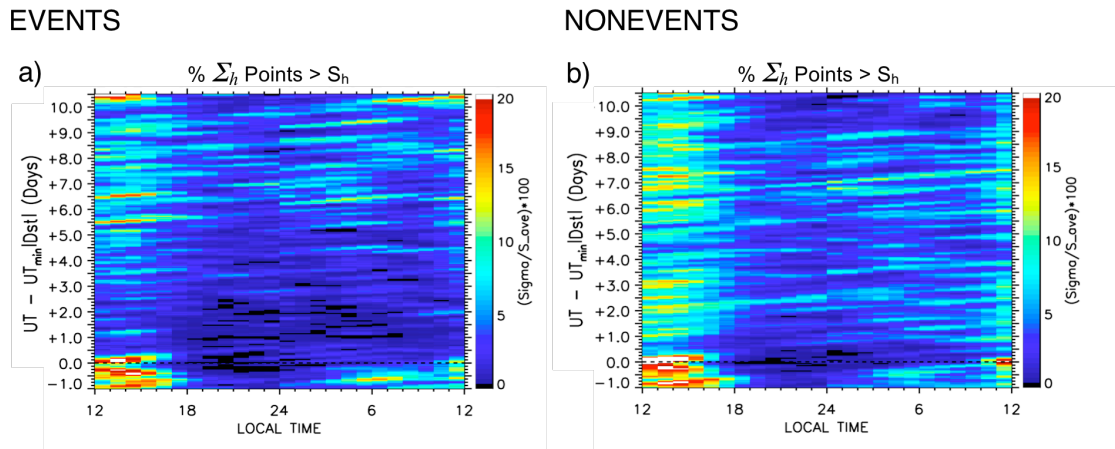 EVENTS
NONEVENTS
a)
% Σh Points > Sh
UT − UTmin|Dst| (Days)
10.0
+9.0
+8.0
+7.0
+6.0
+5.0
+4.0
+3.0
+2.0
+1.0
0.0
−1.0
12 18 24 6 12
LOCAL TIME
20
15
10
5
0
(Sigma/S_ave)*100
b)
% Σh Points > Sh
UT − UTmin|Dst| (Days)
10.0
+9.0
+8.0
+7.0
+6.0
+5.0
+4.0
+3.0
+2.0
+1.0
0.0
−1.0
12 18 24 6 12
LOCAL TIME
20
15
10
5
0
(Sigma/S_ave)*100